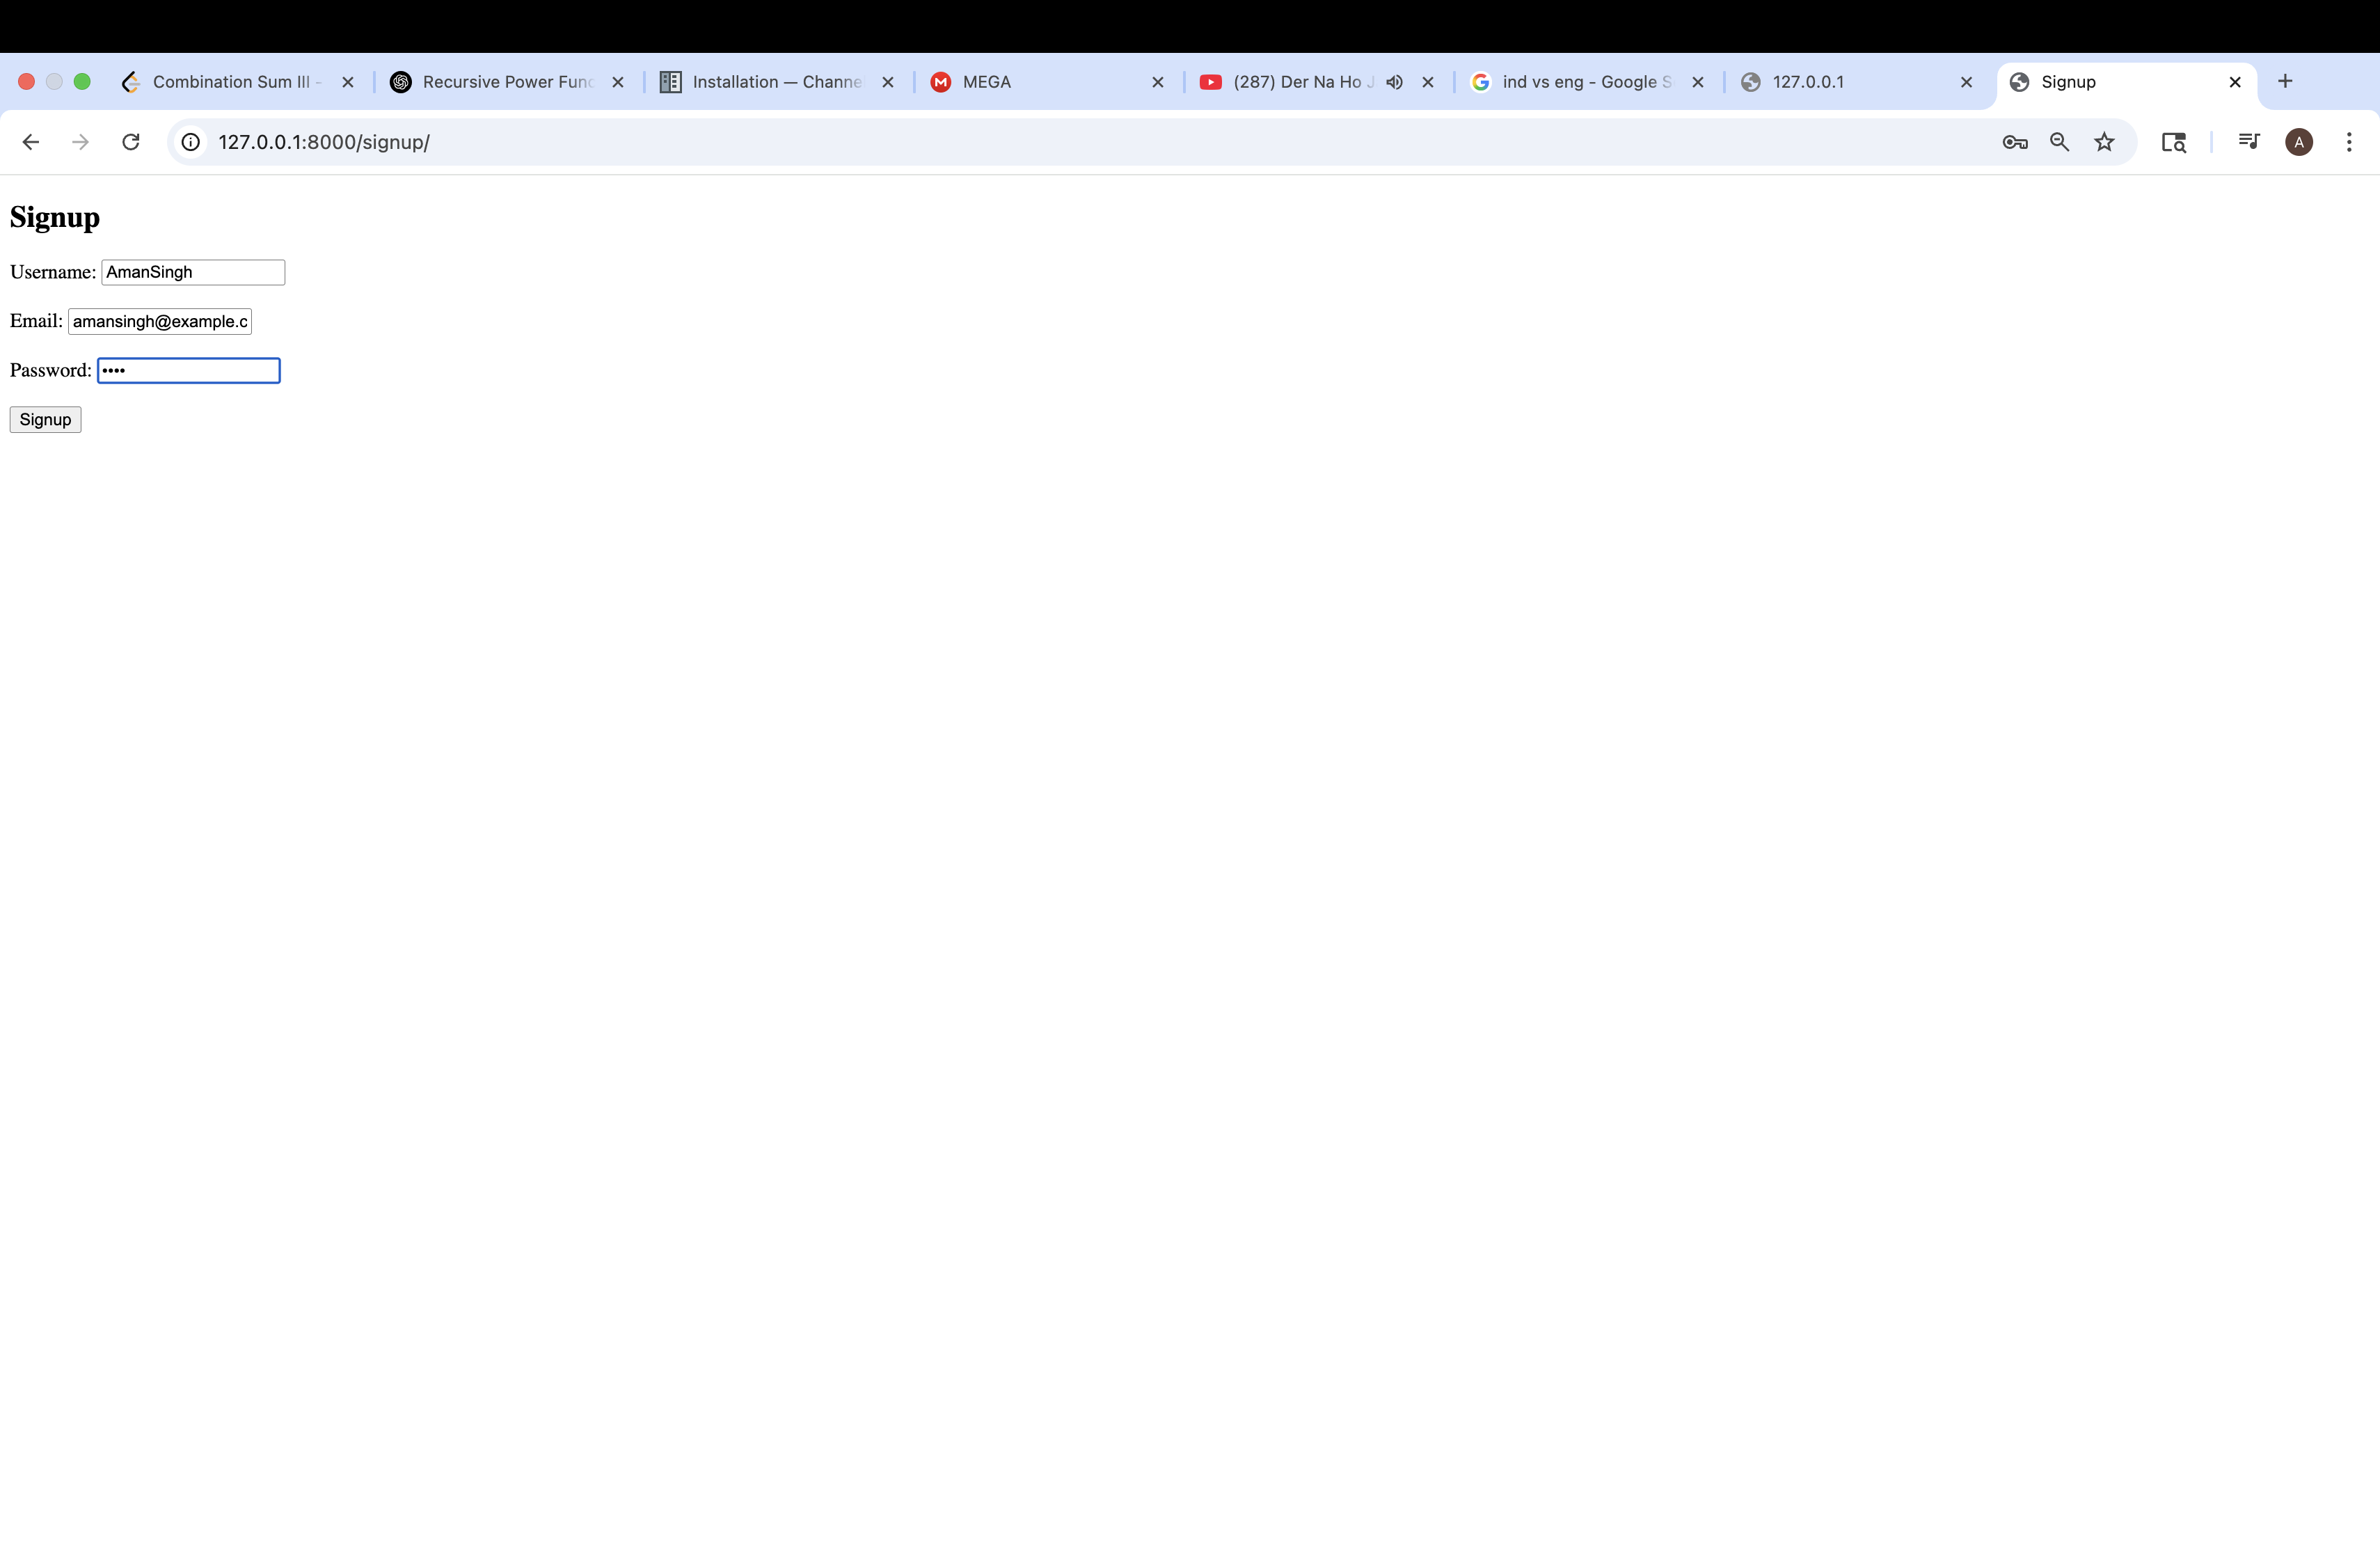 Combination Sum III -
Recursive Power Func
Installation — Channe
MEGA
(287) Der Na Ho J
ind vs eng - Google S
127.0.0.1
Signup
127.0.0.1:8000/signup/
A
Signup
Username: AmanSingh
Email: amansingh@example.c
Password: ••••
Signup